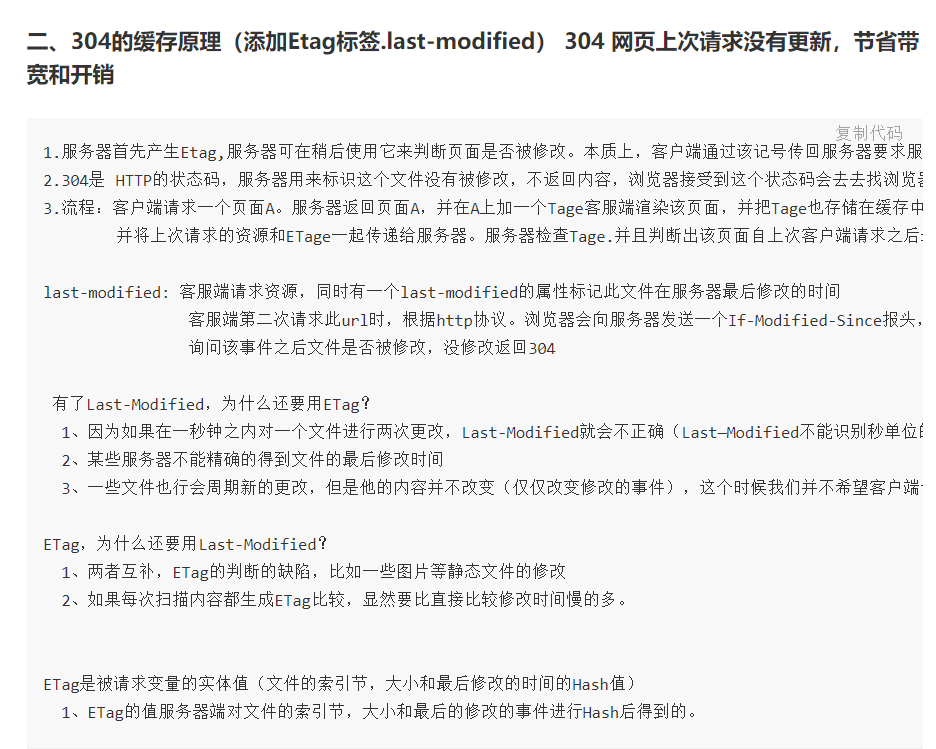 二、304的缓存原理（添加Etag标签.last-modified） 304 网页上次请求没有更新，节省带
宽和开销
复制代码
1.服务器首先产生Etag,服务器可在稍后使用它来判断页面是否被修改。本质上，客户端通过该记号传回服务器要求服
2.304是 HTTP的状态码，服务器用来标识这个文件没有被修改，不返回内容，浏览器接受到这个状态码会去去找浏览
3.流程：客户端请求一个页面A。服务器返回页面A，并在A上加一个Tage客服端渲染该页面，并把Tage也存储在缓存中
并将上次请求的资源和ETage一起传递给服务器。服务器检查Tage.并且判断出该页面自上次客户端请求之后
last-modified: 客服端请求资源，同时有一个last-modified的属性标记此文件在服务器最后修改的时间
客服端第二次请求此url时，根据http协议。浏览器会向服务器发送一个If-Modified-Since报头，
询问该事件之后文件是否被修改，没修改返回304
有了Last-Modified，为什么还要用ETag？
1、因为如果在一秒钟之内对一个文件进行两次更改，Last-Modified就会不正确（Last—Modified不能识别秒单位
2、某些服务器不能精确的得到文件的最后修改时间
3、一些文件也行会周期新的更改，但是他的内容并不改变（仅仅改变修改的事件），这个时候我们并不希望客户端
ETag，为什么还要用Last-Modified？
1、两者互补，ETag的判断的缺陷，比如一些图片等静态文件的修改
2、如果每次扫描内容都生成ETag比较，显然要比直接比较修改时间慢的多。
ETag是被请求变量的实体值（文件的索引节，大小和最后修改的时间的Hash值）
1、ETag的值服务器端对文件的索引节，大小和最后的修改的事件进行Hash后得到的。